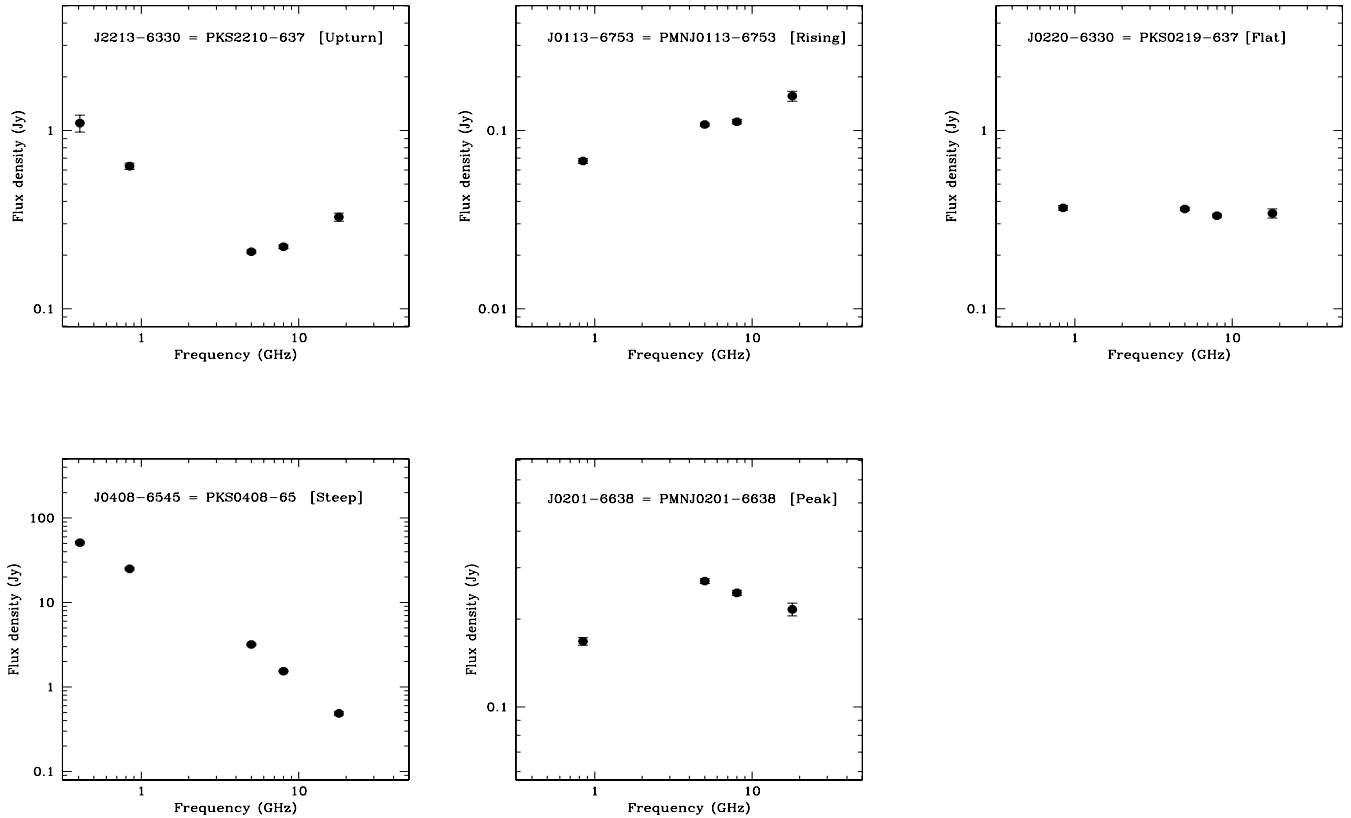 J2213−6330 = PKS2210−637 [Upturn]
Flux density (Jy)
1
0.1
1
10
Frequency (GHz)
J0113−6753 = PMNJ0113−6753 [Rising]
Flux density (Jy)
0.1
0.01
1
10
Frequency (GHz)
J0220−6330 = PKS0219−637 [Flat]
Flux density (Jy)
1
0.1
1
10
Frequency (GHz)
J0408−6545 = PKS0408−65 [Steep]
Flux density (Jy)
100
10
1
0.1
1
10
Frequency (GHz)
J0201−6638 = PMNJ0201−6638 [Peak]
Flux density (Jy)
0.1
1
10
Frequency (GHz)